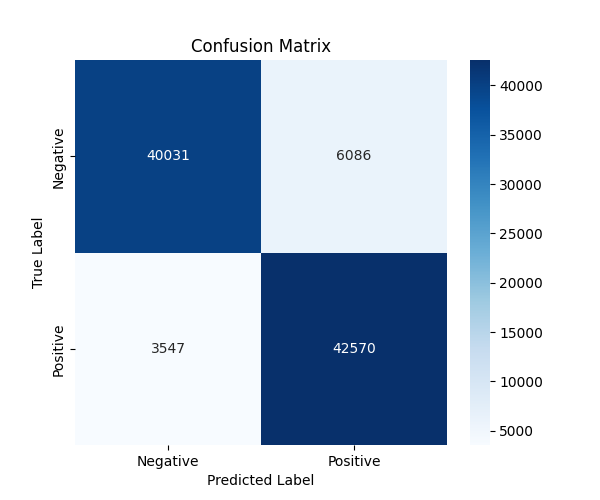 Confusion Matrix
Negative
40031
6086
True Label
Positive
3547
42570
Negative
Positive
Predicted Label
40000
35000
30000
25000
20000
15000
10000
5000